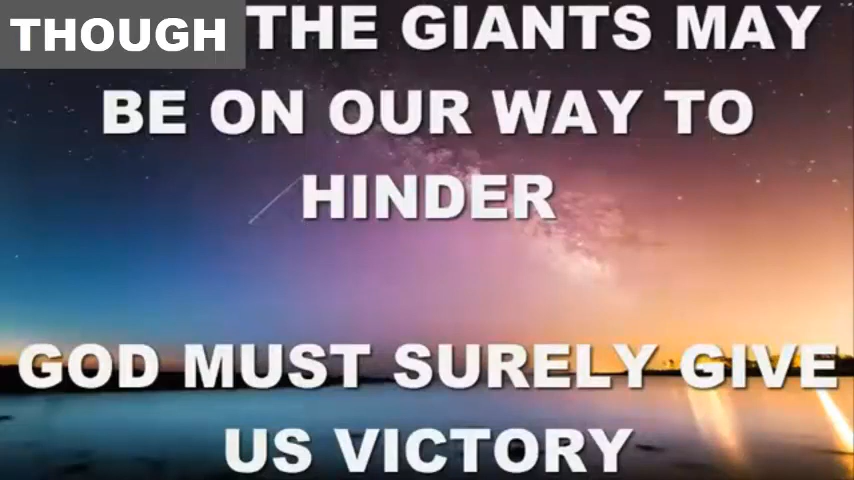 THOUGH THE GIANTS MAY
BE ON OUR WAY TO
HINDER
GOD MUST SURELY GIVE
US VICTORY